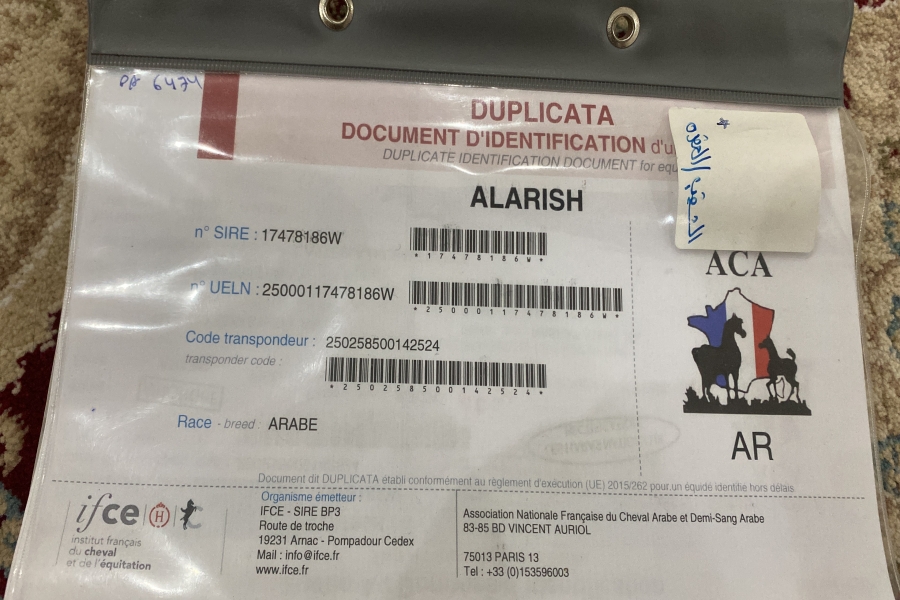 PP 6474
DUPLICATA
DOCUMENT D'IDENTIFICATION d'u
DUPLICATE IDENTIFICATION DOCUMENT for equ
ALARISH
n° SIRE : 17478186W
*17478186W*
n° UELN : 25000117478186W
*25000117478186W*
Code transpondeur : 250258500142524
transponder code :
*250258500142524*
Race - breed : ARABE
ACA
AR
Document dit DUPLICATA établi conformément au règlement d'exécution (UE) 2015/262 pour un équidé identifié hors délais
ifce
institut français
du cheval
et de l'équitation
Organisme émetteur :
IFCE - SIRE BP3
Route de troche
19231 Arnac - Pompadour Cedex
Mail : info@ifce.fr
www.ifce.fr
Association Nationale Française du Cheval Arabe et Demi-Sang Arabe
83-85 BD VINCENT AURIOL
75013 PARIS 13
Tel : +33 (0)153596003